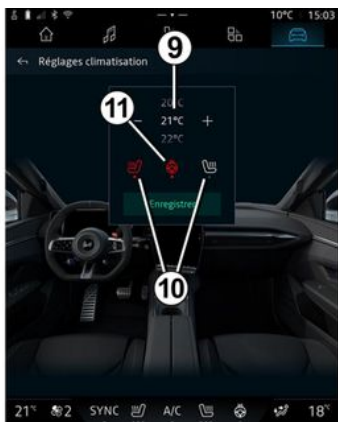 10°C 15:03
Réglages climatisation
9
20°C
11
- 21°C +
22°C
Enregistrer
10
21°C 2 SYNC A/C 18°C